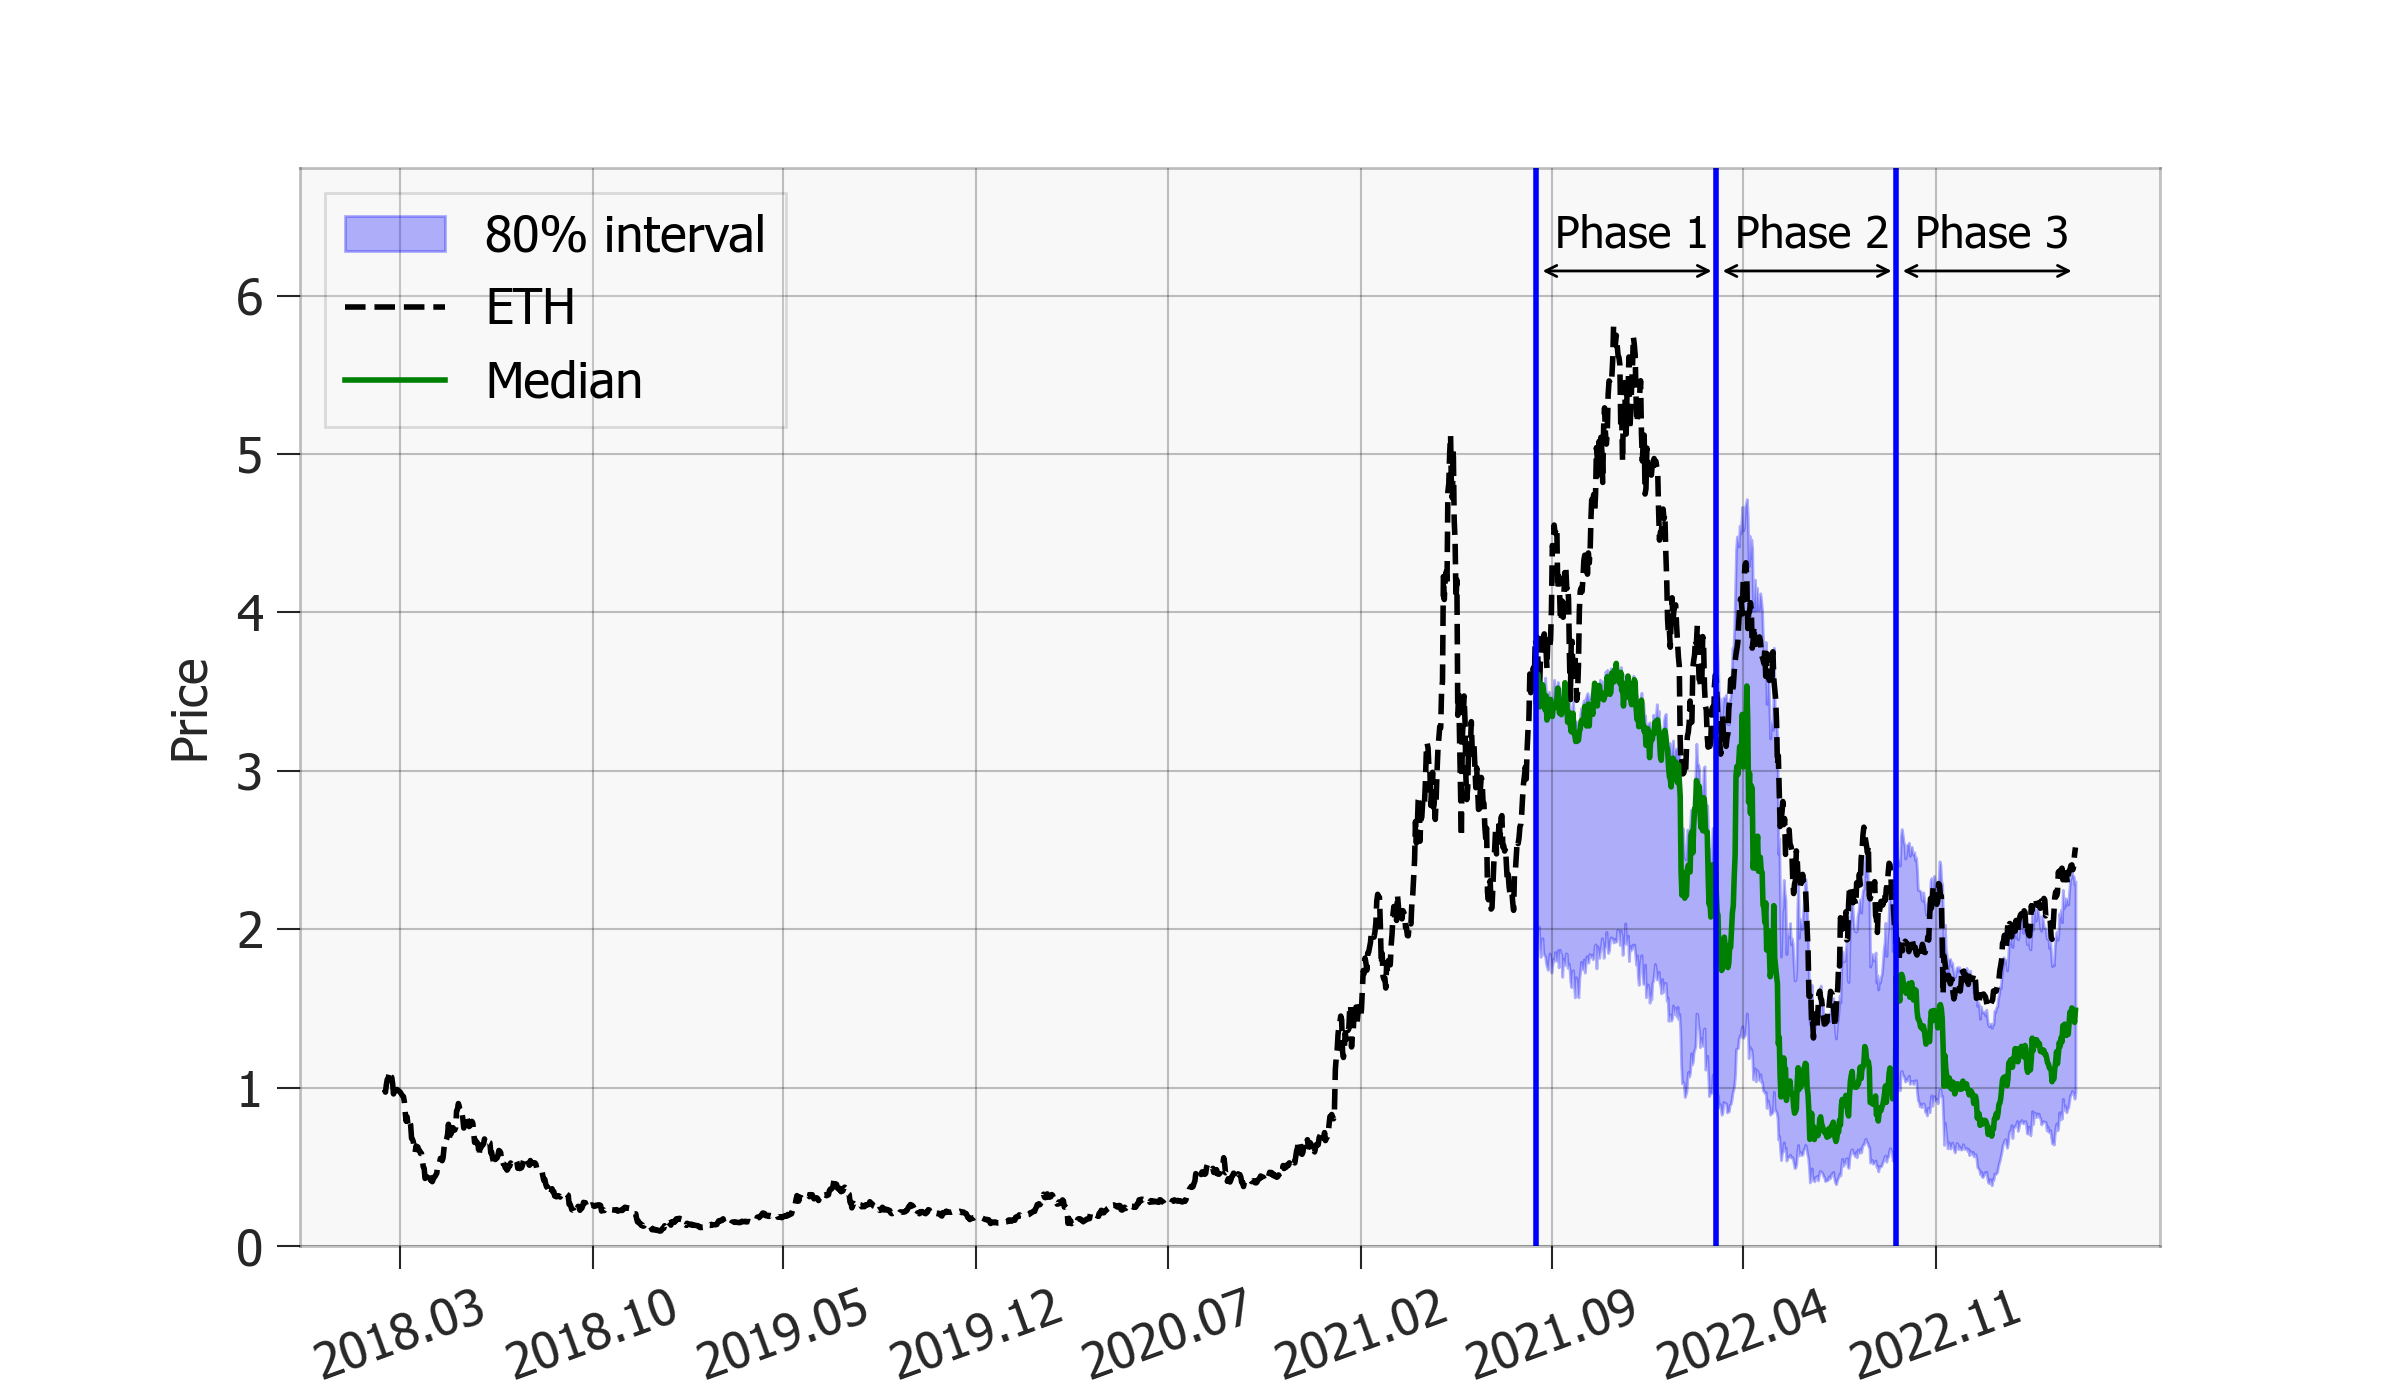 80% interval
ETH
Median
Phase 1
Phase 2
Phase 3
Price
6
5
4
3
2
1
0
2018.03
2018.10
2019.05
2019.12
2020.07
2021.02
2021.09
2022.04
2022.11